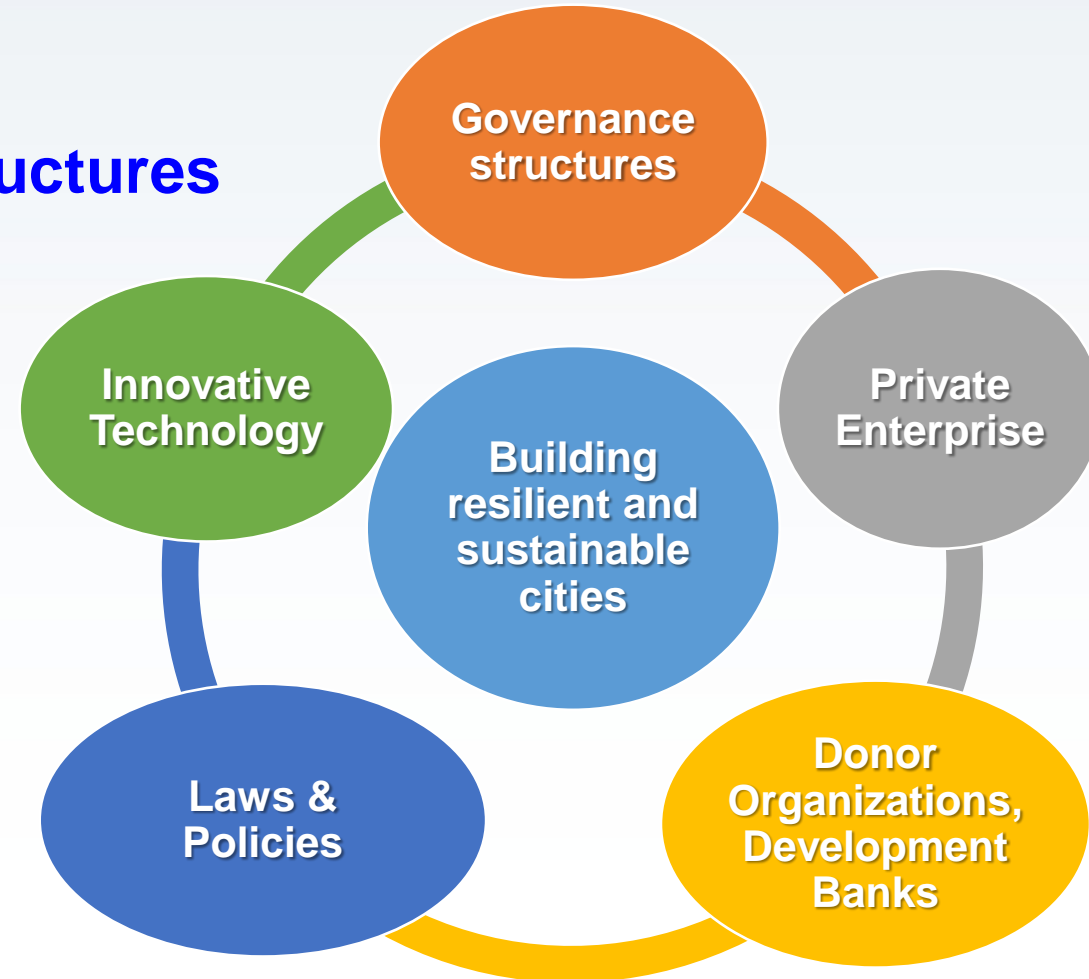 uctures
Governance
structures
Innovative
Technology
Private
Enterprise
Building
resilient and
sustainable
cities
Laws &
Policies
Donor
Organizations,
Development
Banks